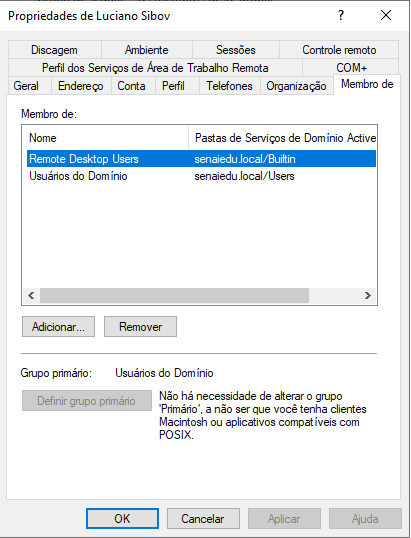 Propriedades de Luciano Sibov
?
Discagem Ambiente Sessões Controle remoto
Perfil dos Serviços de Área de Trabalho Remota COM+
Geral Endereço Conta Perfil Telefones Organização Membro de
Membro de:
Nome Pastas de Serviços de Domínio Active
Remote Desktop Users senaiedu.local/Builtin
Usuários do Domínio senaiedu.local/Users
Adicionar... Remover
Grupo primário: Usuários do Domínio
Definir grupo primário
Não há necessidade de alterar o grupo
'Primário', a não ser que você tenha clientes
Macintosh ou aplicativos compatíveis com
POSIX.
OK Cancelar Aplicar Ajuda